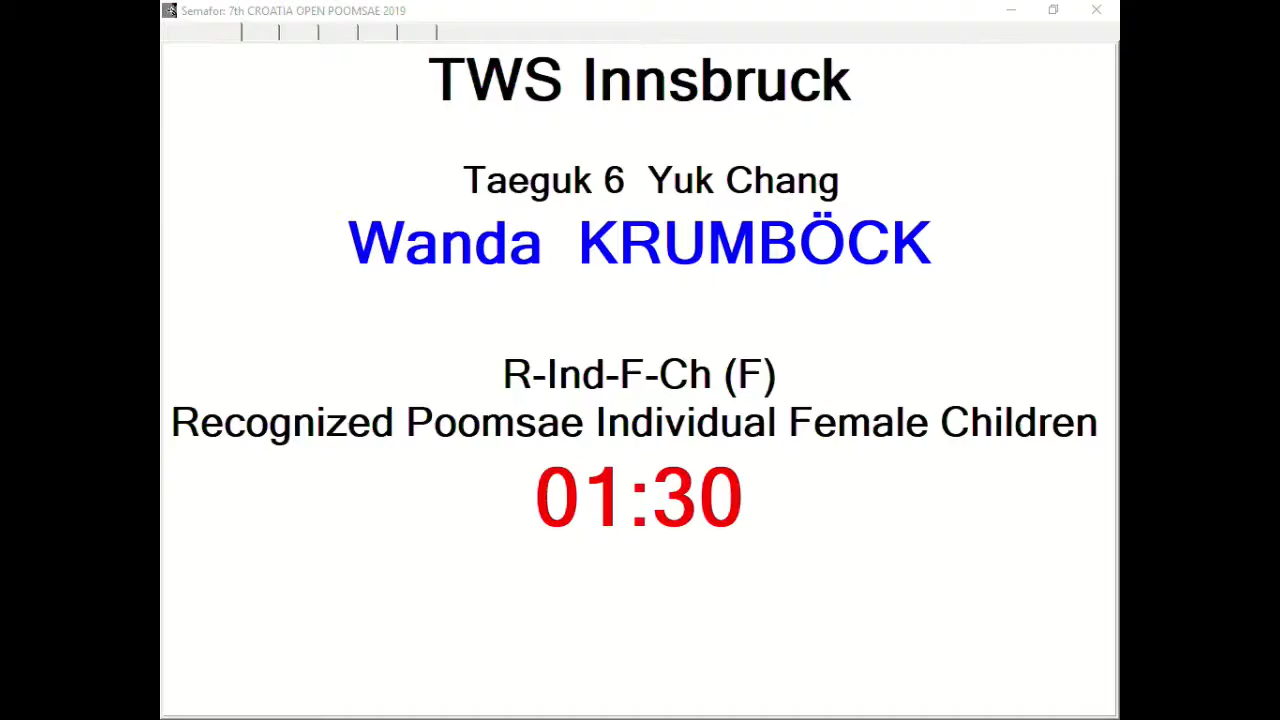 Semafor: 7th CROATIA OPEN POOMSAE 2019
TWS Innsbruck
Taeguk 6 Yuk Chang
Wanda KRUMBÖCK
R-Ind-F-Ch (F)
Recognized Poomsae Individual Female Children
01:30